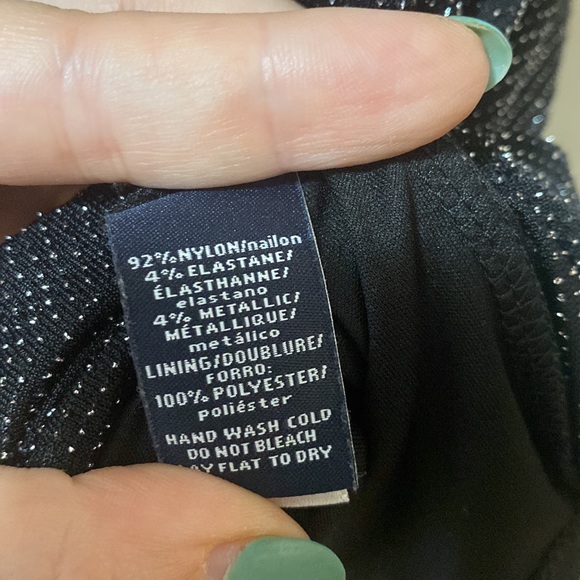 92%NYLON/nailon
4% ELASTANE/
ÉLASTHANNE/
elastano
4% METALLIC/
MÉTALLIQUE/
metálico
LINING/DOUBLURE/
FORRO:
100% POLYESTER/
poliéster
HAND WASH COLD
DO NOT BLEACH
LAY FLAT TO DRY